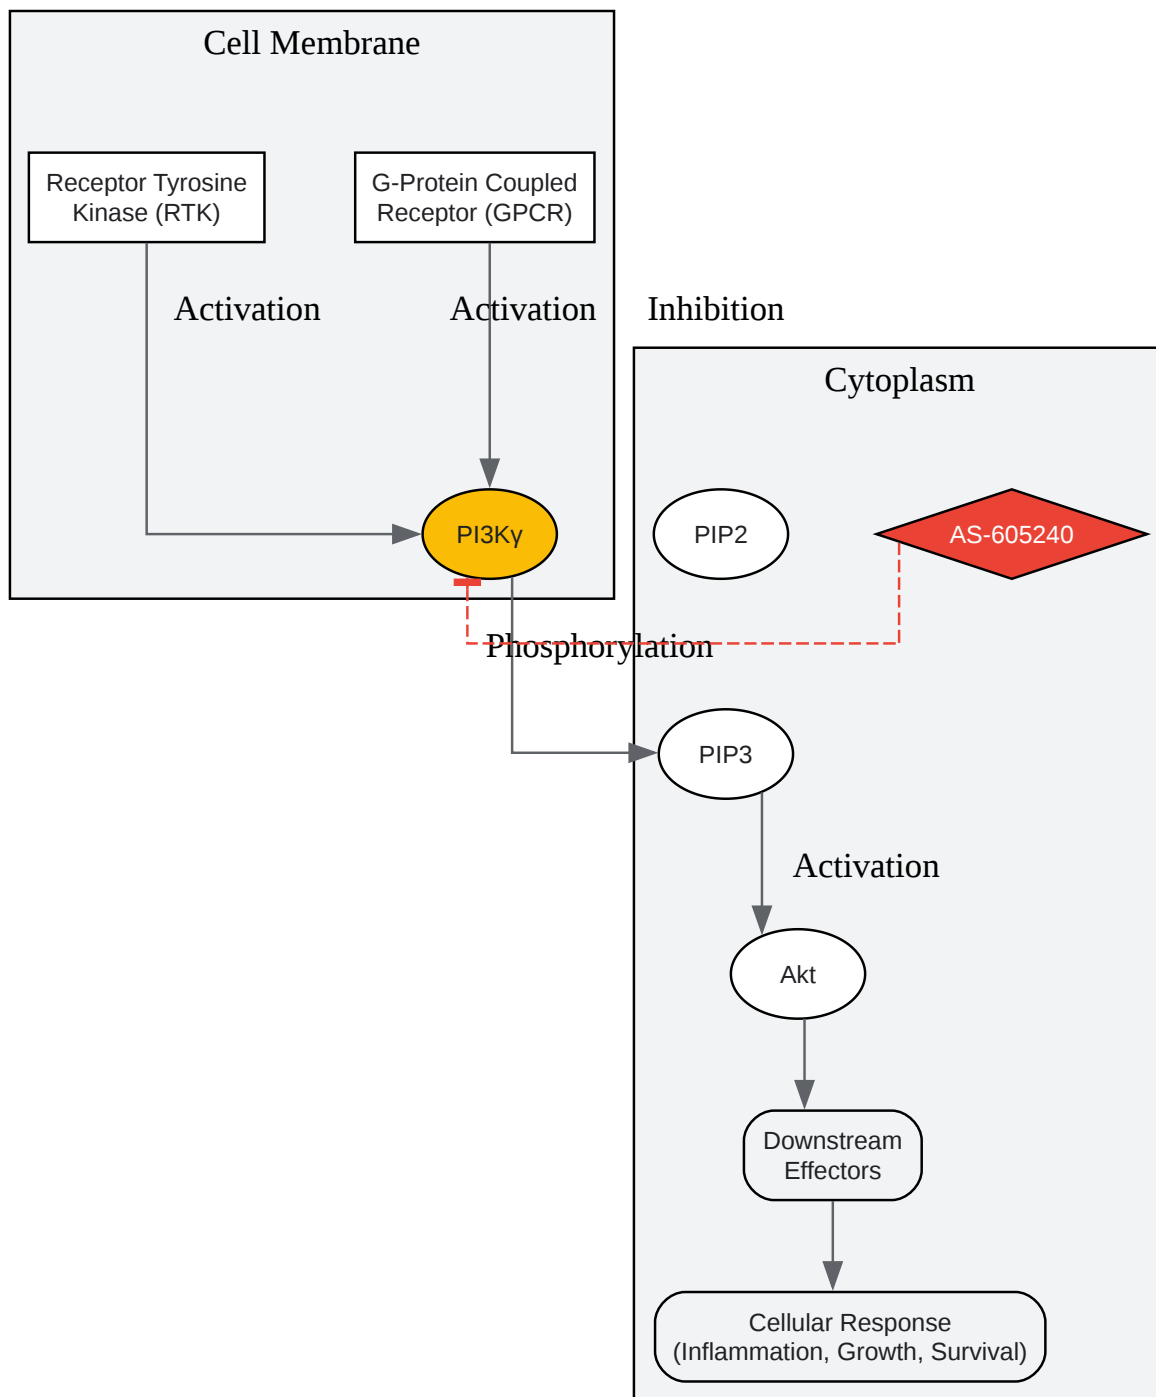 Cell Membrane
Receptor Tyrosine
Kinase (RTK)
G-Protein Coupled
Receptor (GPCR)
Activation
Activation
Inhibition
Cytoplasm
PI3Kγ
PIP2
AS-605240
Phosphorylation
PIP3
Activation
Akt
Downstream
Effectors
Cellular Response
(Inflammation, Growth, Survival)